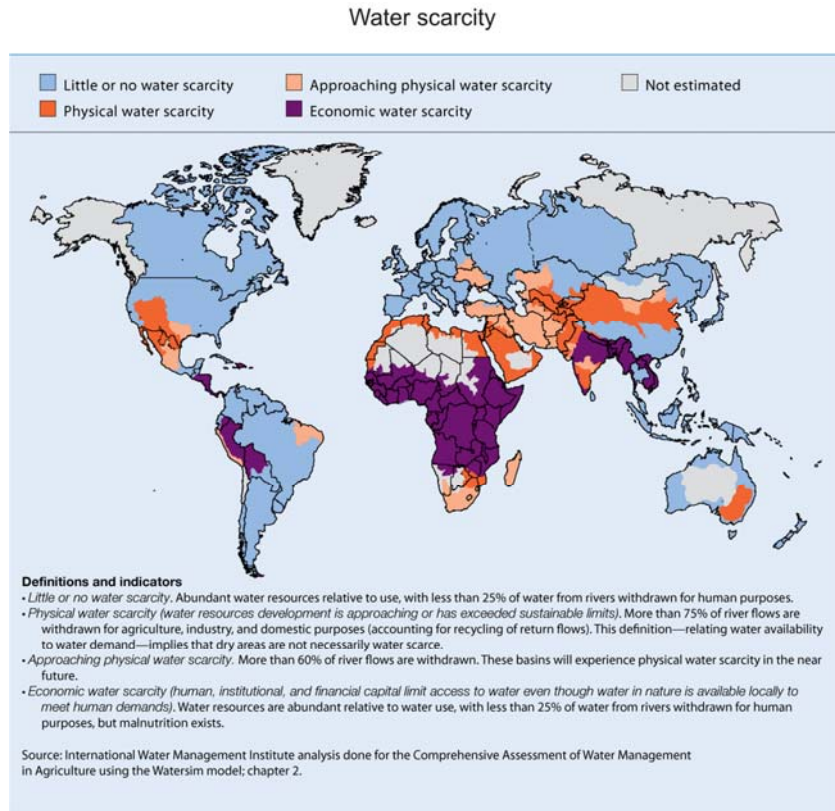 Water scarcity
Little or no water scarcity
Approaching physical water scarcity
Not estimated
Physical water scarcity
Economic water scarcity
Definitions and indicators
• Little or no water scarcity. Abundant water resources relative to use, with less than 25% of water from rivers withdrawn for human purposes.
• Physical water scarcity (water resources development is approaching or has exceeded sustainable limits). More than 75% of river flows are
withdrawn for agriculture, industry, and domestic purposes (accounting for recycling of return flows). This definition—relating water availability
to water demand—implies that dry areas are not necessarily water scarce.
• Approaching physical water scarcity. More than 60% of river flows are withdrawn. These basins will experience physical water scarcity in the near
future.
• Economic water scarcity (human, institutional, and financial capital limit access to water even though water in nature is available locally to
meet human demands). Water resources are abundant relative to water use, with less than 25% of water from rivers withdrawn for human
purposes, but malnutrition exists.
Source: International Water Management Institute analysis done for the Comprehensive Assessment of Water Management
in Agriculture using the Watersim model; chapter 2.